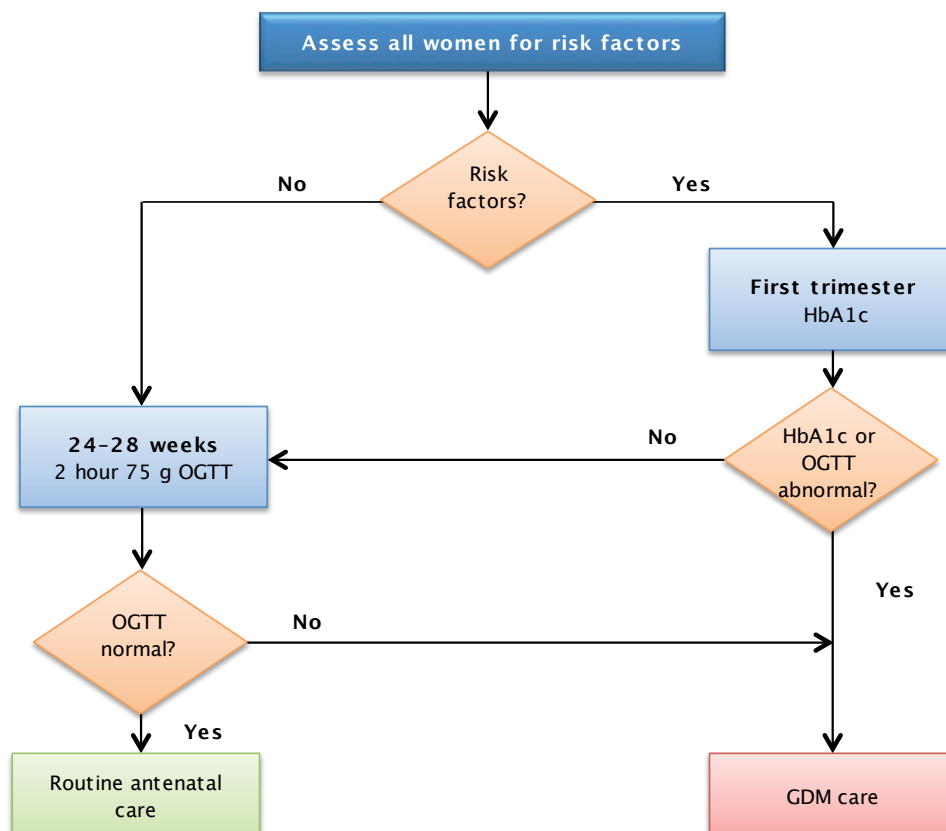 Assess all women for risk factors
Risk
factors?
No
Yes
First trimester
HbA1c
24–28 weeks
2 hour 75 g OGTT
No
HbA1c or
OGTT
abnormal?
Yes
OGTT
normal?
No
Yes
Routine antenatal
care
GDM care